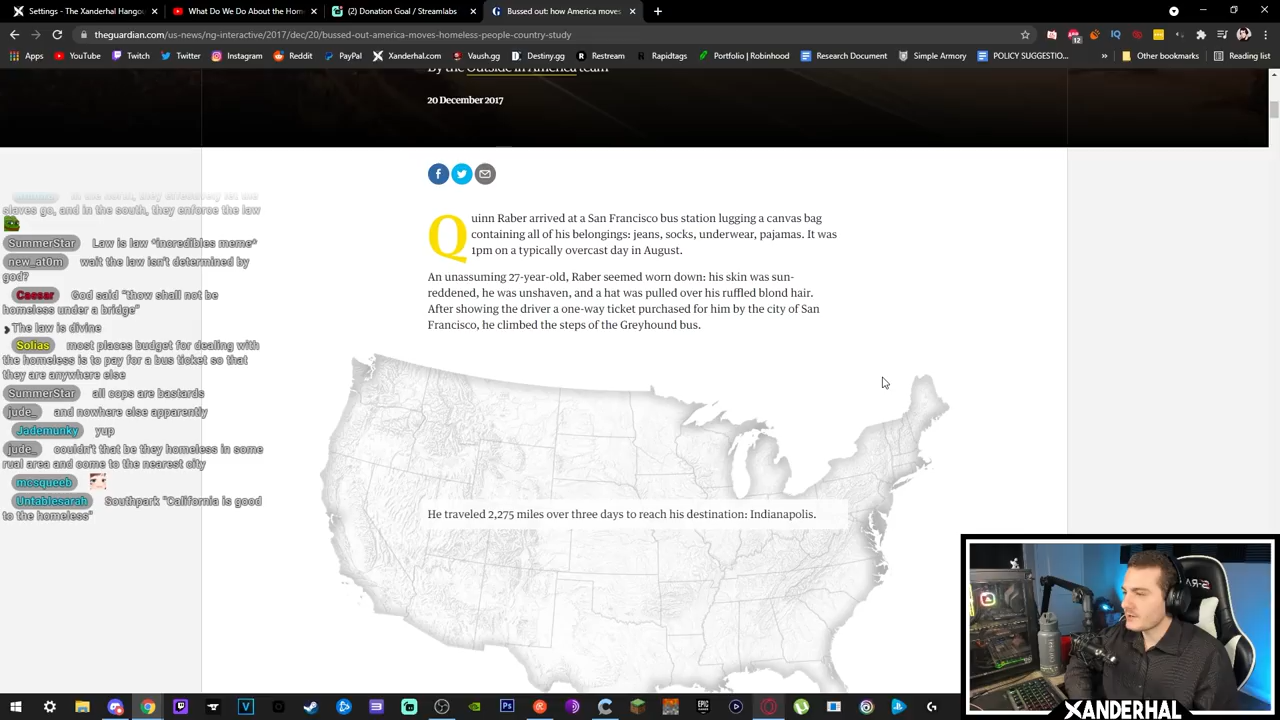 Settings - The Xanderhal Hango
What Do We Do About the Hom
(2) Donation Goal / Streamlabs
Bussed out: how America moves
theguardian.com/us-news/ng-interactive/2017/dec/20/bussed-out-america-moves-homeless-people-country-study
12
Apps YouTube Twitch Twitter Instagram Reddit PayPal Xanderhal.com Vaush.gg Destiny.gg Restream Rapidtags Portfolio | Robinhood Research Document Simple Armory POLICY SUGGESTIO... » Other bookmarks Reading list
By the Outside in America team
20 December 2017
slaves go, and in the south, they enforce the law
SummerStar Law is law *incredibles meme*
new_at0m wait the law isn't determined by
god?
Caesar God said "thow shall not be
homeless under a bridge"
The law is divine
Solias most places budget for dealing with
the homeless is to pay for a bus ticket so that
they are anywhere else
SummerStar all cops are bastards
jude_ and nowhere else apparently
Jademunky yup
jude_ couldn't that be they homeless in some
rual area and come to the nearest city
mcsqueeb
Untablesarah Southpark "California is good
to the homeless"
Quinn Raber arrived at a San Francisco bus station lugging a canvas bag
containing all of his belongings: jeans, socks, underwear, pajamas. It was
1pm on a typically overcast day in August.
An unassuming 27-year-old, Raber seemed worn down: his skin was sun-
reddened, he was unshaven, and a hat was pulled over his ruffled blond hair.
After showing the driver a one-way ticket purchased for him by the city of San
Francisco, he climbed the steps of the Greyhound bus.
He traveled 2,275 miles over three days to reach his destination: Indianapolis.
XANDERHAL